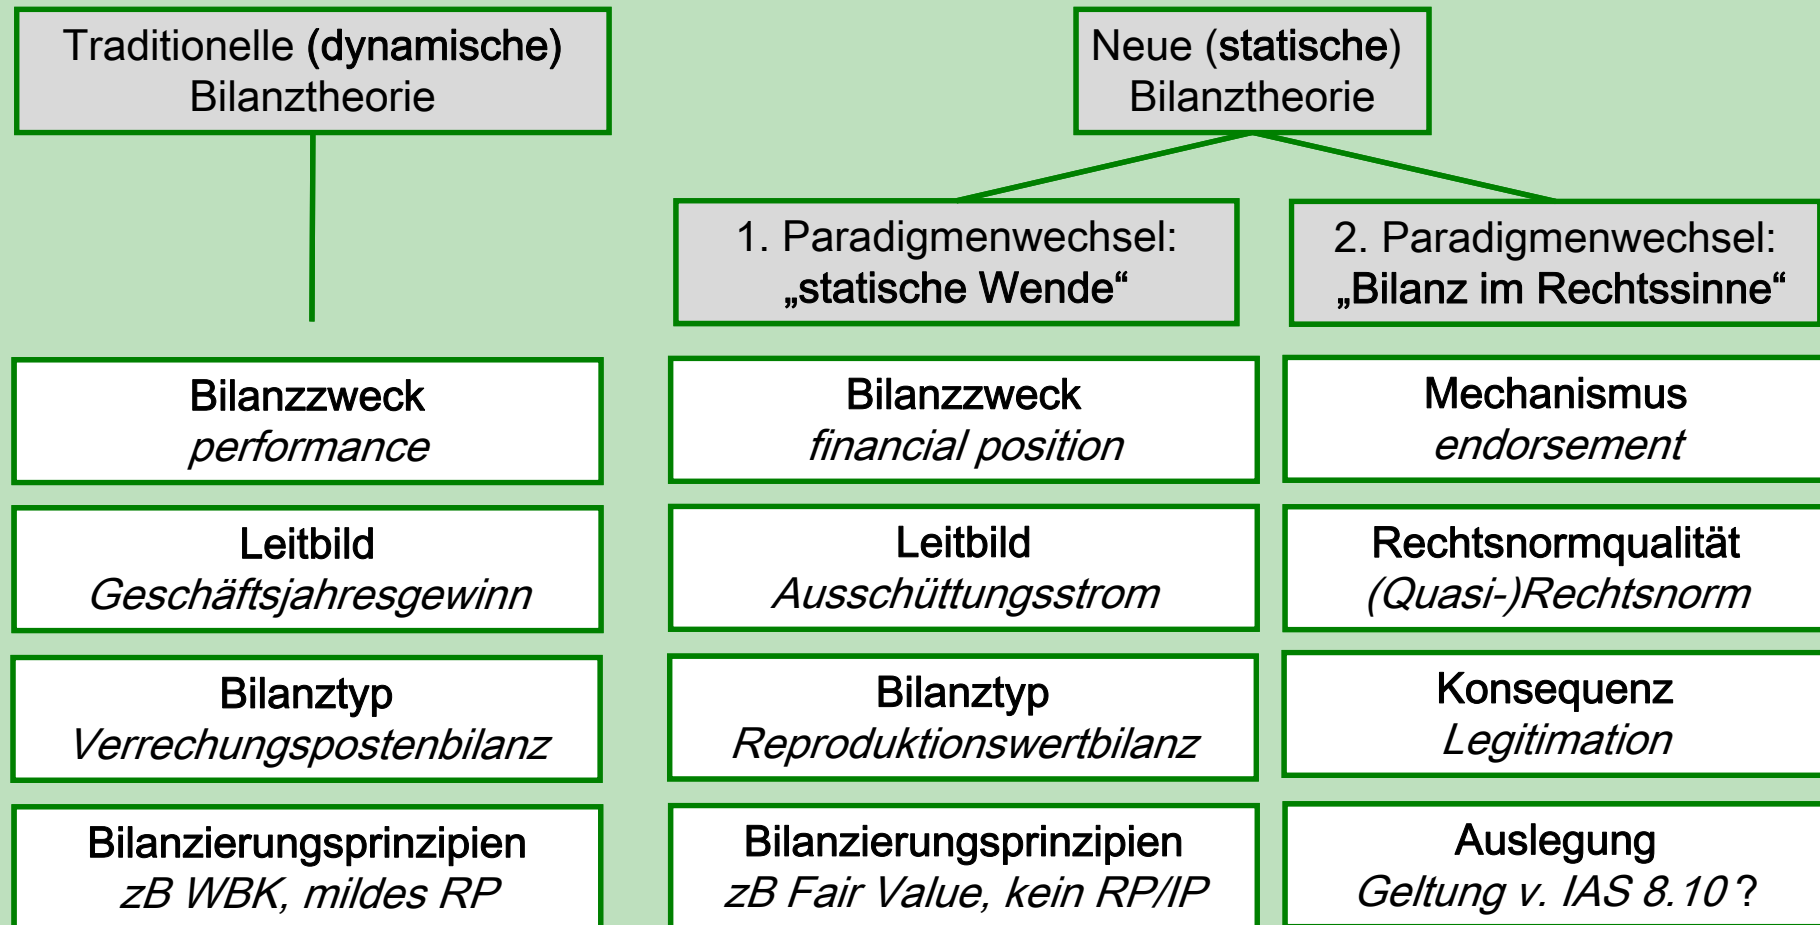 Traditionelle (dynamische)
Bilanztheorie
Neue (statische)
Bilanztheorie
1. Paradigmenwechsel:
„statische Wende“
2. Paradigmenwechsel:
„Bilanz im Rechtssinne“
Bilanzzweck
performance
Bilanzzweck
financial position
Mechanismus
endorsement
Leitbild
Geschäftsjahresgewinn
Leitbild
Ausschüttungsstrom
Rechtsnormqualität
(Quasi-)Rechtsnorm
Bilanztyp
Verrechungspostenbilanz
Bilanztyp
Reproduktionswertbilanz
Konsequenz
Legitimation
Bilanzierungsprinzipien
zB WBK, mildes RP
Bilanzierungsprinzipien
zB Fair Value, kein RP/IP
Auslegung
Geltung v. IAS 8.10 ?